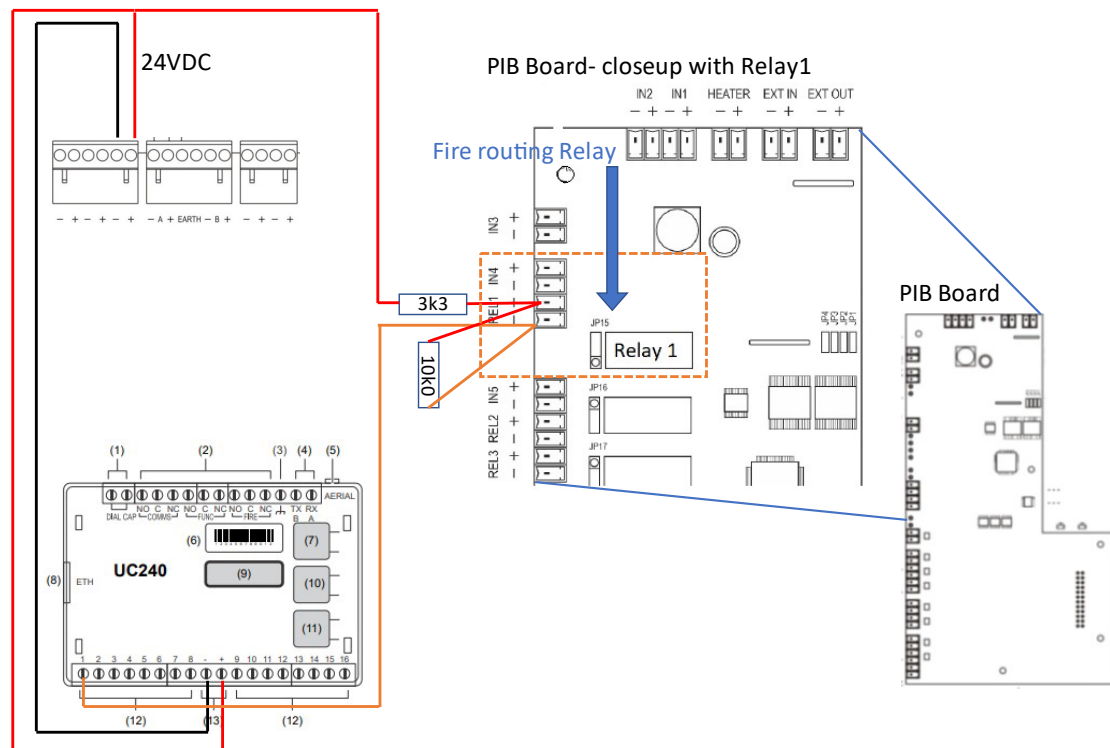 24VDC
− + − + − +
− A + EARTH − B +
− + − +
PIB Board- closeup with Relay1
IN2 IN1 HEATER EXT IN EXT OUT
− + − + − + − + − +
Fire routing Relay
IN3 + −
IN4 + −
REL1 + −
3k3
10k0
JP15
Relay 1
JP4 JP3 JP2 JP1
IN5 + −
REL2 + −
REL3 + −
JP16
JP17
PIB Board
(1) (2) (3) (4) (5)
AERIAL
NO C NC NO C NC NO C NC TX RX
DIAL CAP COMMS FUNC FIRE B A
(6) (7)
UC240
(8) ETH (9) (10)
(11)
1 2 3 4 5 6 7 8 - + 9 10 11 12 13 14 15 16
(12) (13) (12)